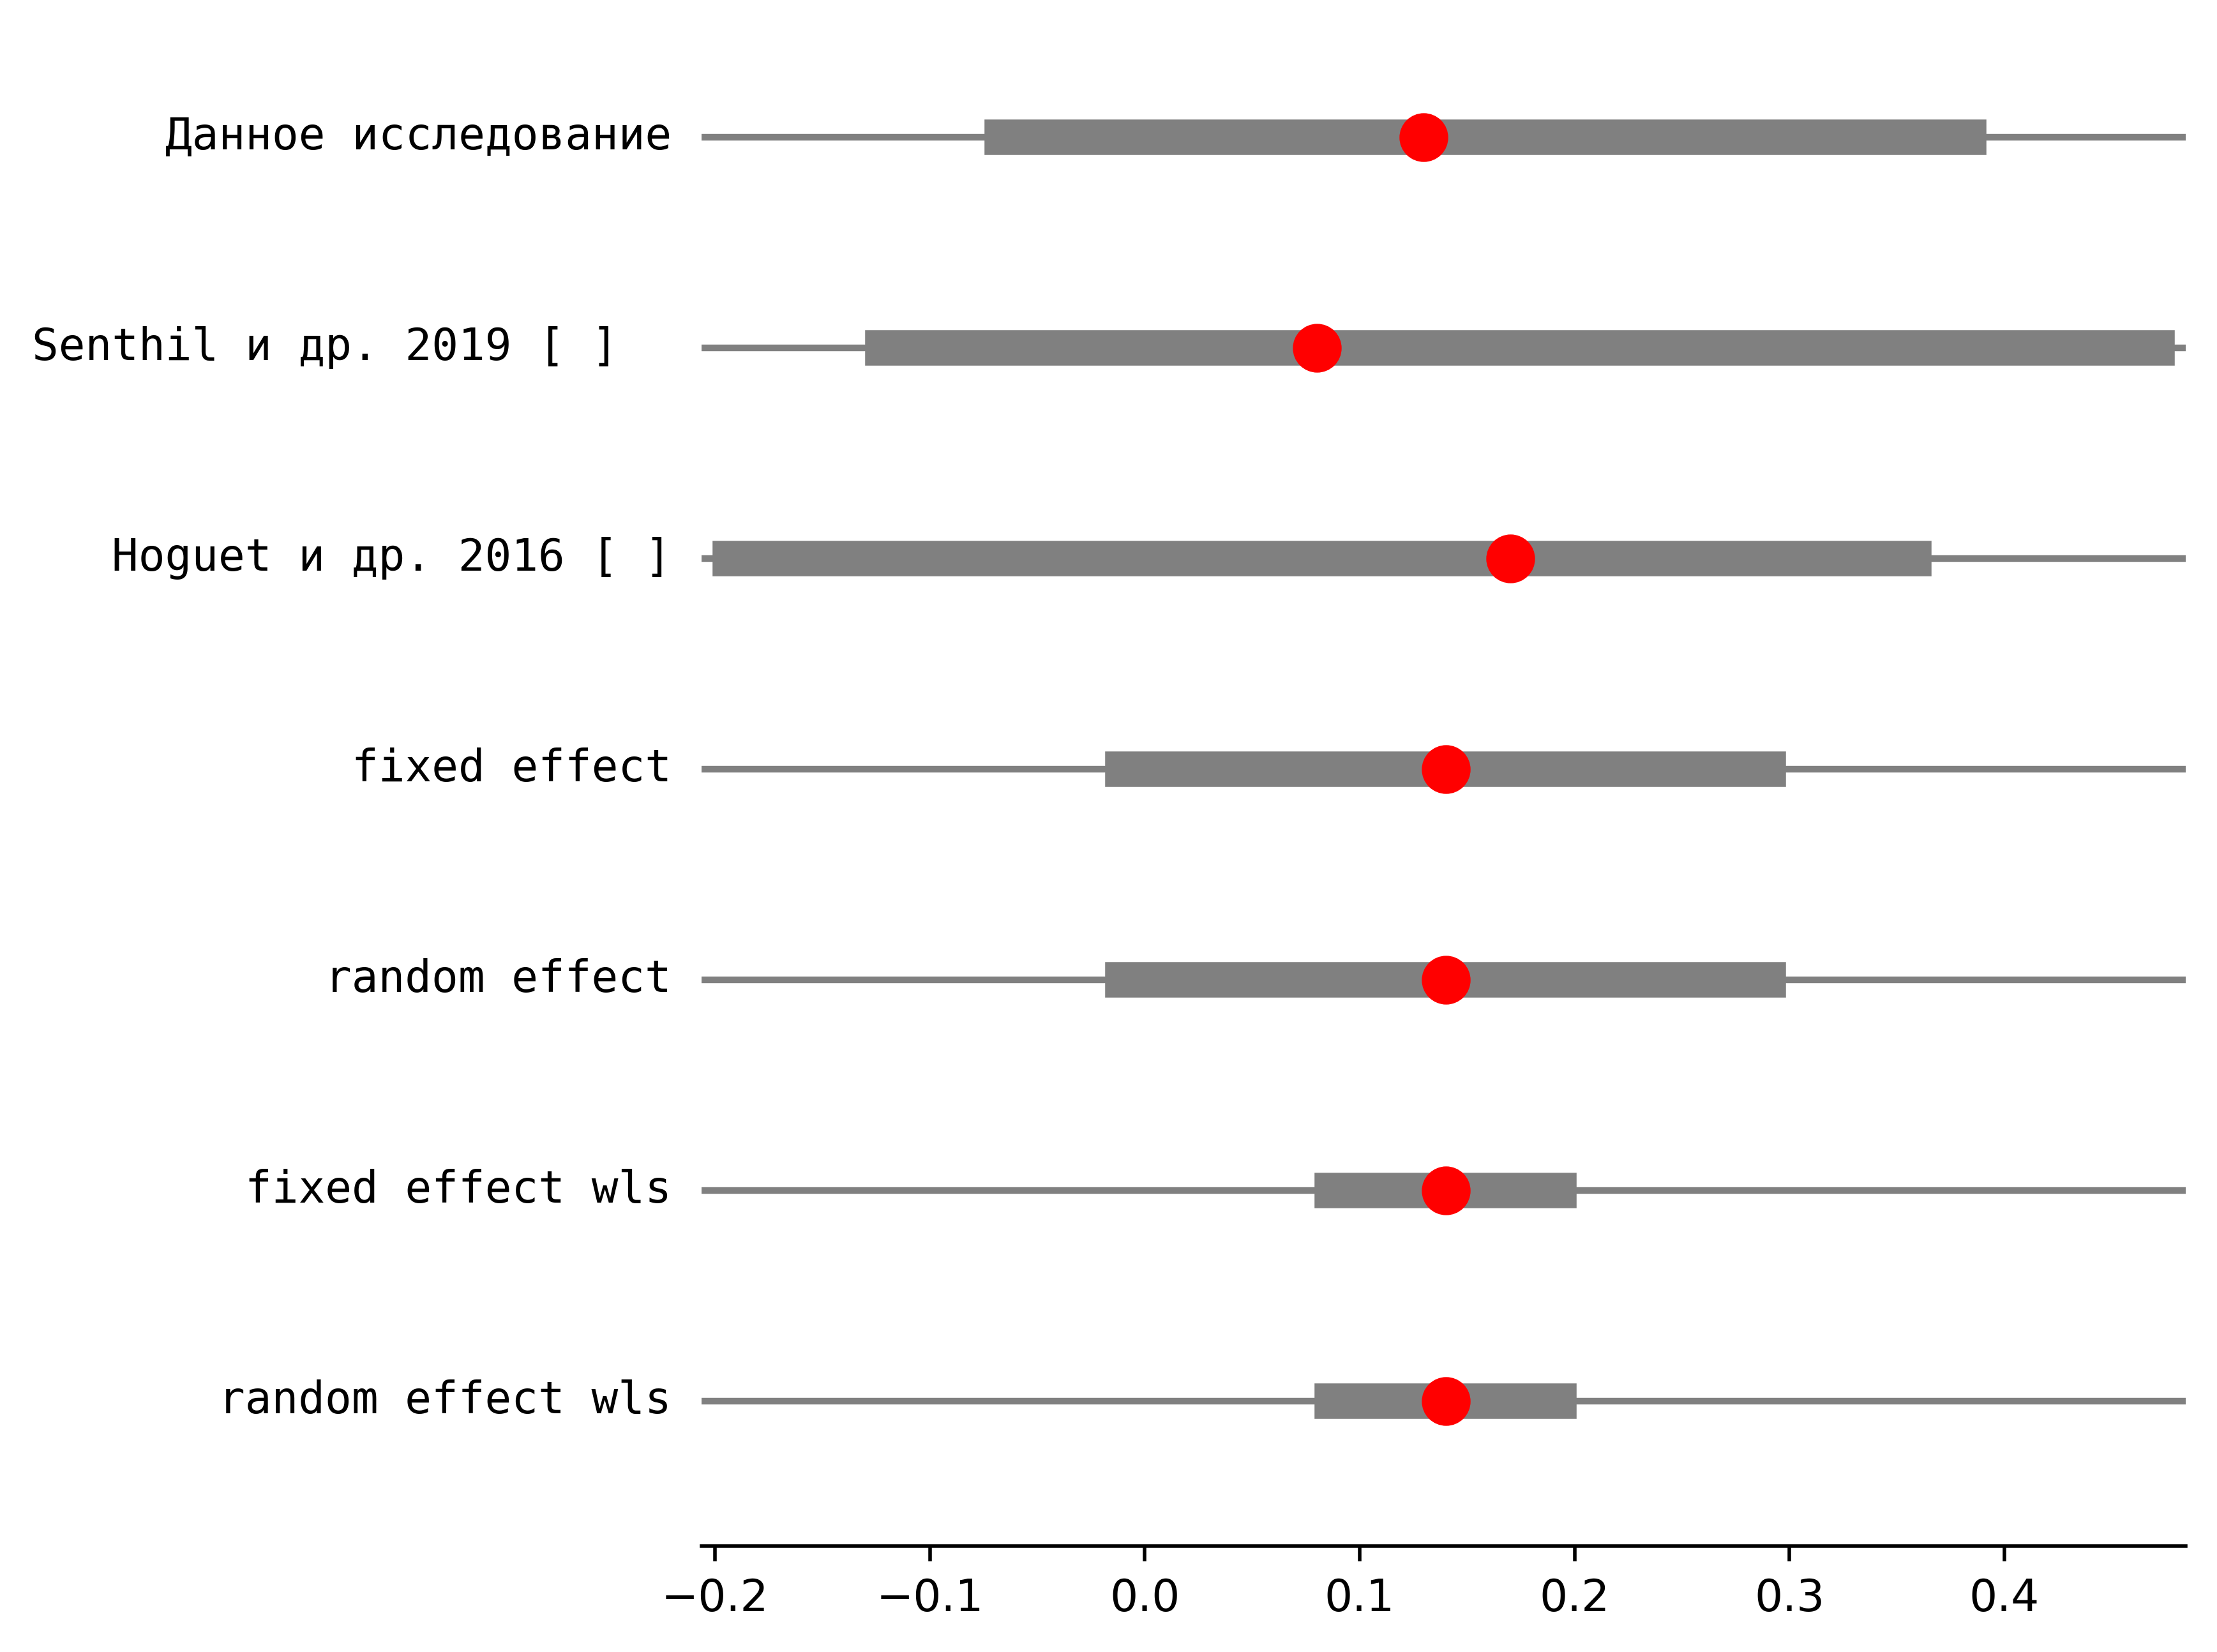 Данное исследование
Senthil и др. 2019 [ ]
Hoguet и др. 2016 [ ]
fixed effect
random effect
fixed effect wls
random effect wls
−0.2 −0.1 0.0 0.1 0.2 0.3 0.4